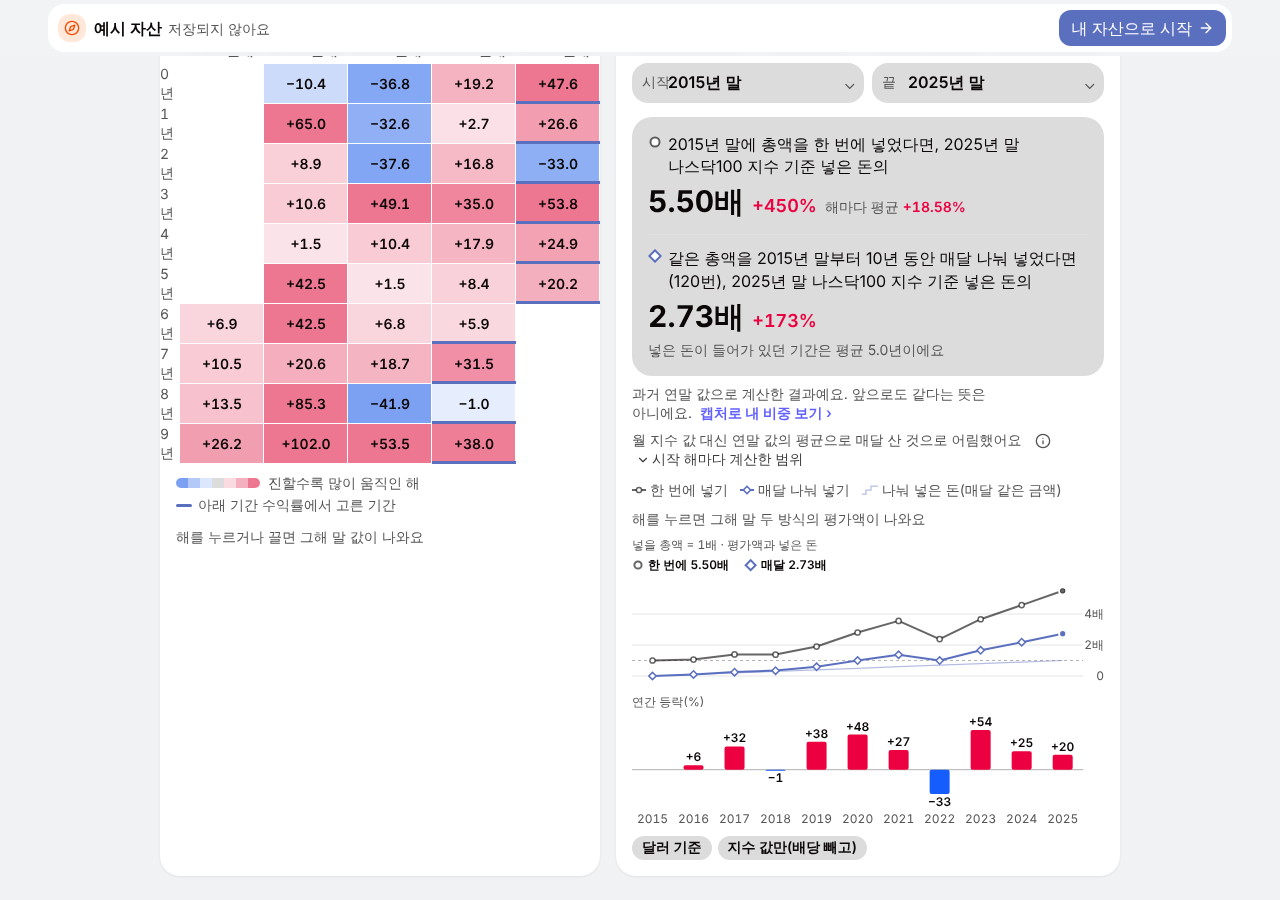 예시 자산 저장되지 않아요
내 자산으로 시작 →
0년 −10.4 −36.8 +19.2 +47.6
1년 +65.0 −32.6 +2.7 +26.6
2년 +8.9 −37.6 +16.8 −33.0
3년 +10.6 +49.1 +35.0 +53.8
4년 +1.5 +10.4 +17.9 +24.9
5년 +42.5 +1.5 +8.4 +20.2
6년 +6.9 +42.5 +6.8 +5.9
7년 +10.5 +20.6 +18.7 +31.5
8년 +13.5 +85.3 −41.9 −1.0
9년 +26.2 +102.0 +53.5 +38.0
진할수록 많이 움직인 해
아래 기간 수익률에서 고른 기간
해를 누르거나 끌면 그해 말 값이 나와요
시작 2015년 말
끝 2025년 말
2015년 말에 총액을 한 번에 넣었다면, 2025년 말
나스닥100 지수 기준 넣은 돈의
5.50배 +450% 해마다 평균 +18.58%
같은 총액을 2015년 말부터 10년 동안 매달 나눠 넣었다면
(120번), 2025년 말 나스닥100 지수 기준 넣은 돈의
2.73배 +173%
넣은 돈이 들어가 있던 기간은 평균 5.0년이에요
과거 연말 값으로 계산한 결과예요. 앞으로도 같다는 뜻은
아니에요. 캡처로 내 비중 보기 ›
월 지수 값 대신 연말 값의 평균으로 매달 산 것으로 어림했어요
시작 해마다 계산한 범위
한 번에 넣기 매달 나눠 넣기 나눠 넣은 돈(매달 같은 금액)
해를 누르면 그해 말 두 방식의 평가액이 나와요
넣을 총액 = 1배 · 평가액과 넣은 돈
한 번에 5.50배 매달 2.73배
4배
2배
0
연간 등락(%)
+6 +32 −1 +38 +48 +27 −33 +54 +25 +20
2015 2016 2017 2018 2019 2020 2021 2022 2023 2024 2025
달러 기준 지수 값만(배당 빼고)